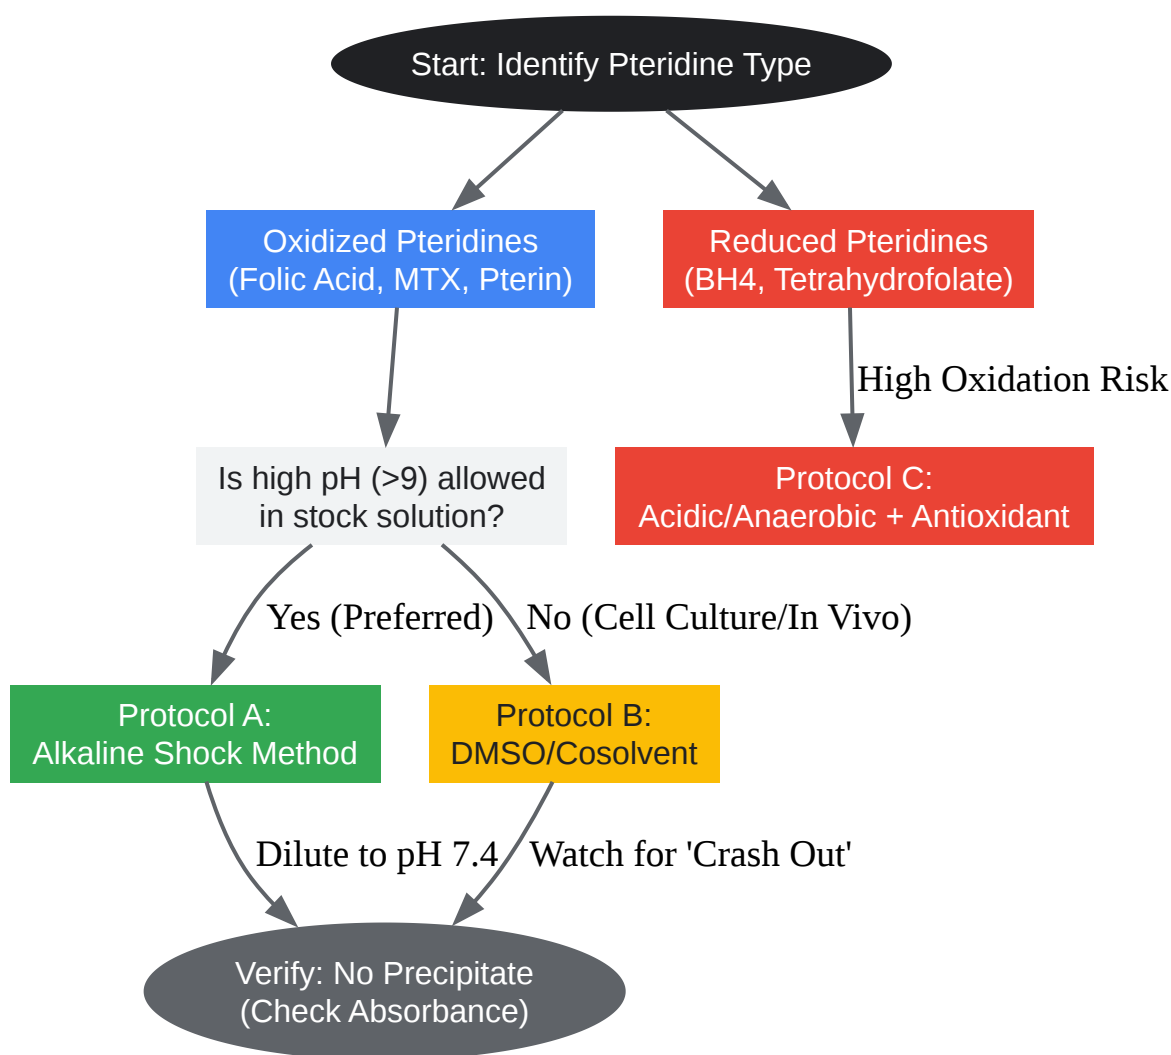 Start: Identify Pteridine Type
Oxidized Pteridines
(Folic Acid, MTX, Pterin)
Reduced Pteridines
(BH4, Tetrahydrofolate)
High Oxidation Risk
Is high pH (>9) allowed
in stock solution?
Protocol C:
Acidic/Anaerobic + Antioxidant
Yes (Preferred)
No (Cell Culture/In Vivo)
Protocol A:
Alkaline Shock Method
Protocol B:
DMSO/Cosolvent
Dilute to pH 7.4
Watch for 'Crash Out'
Verify: No Precipitate
(Check Absorbance)